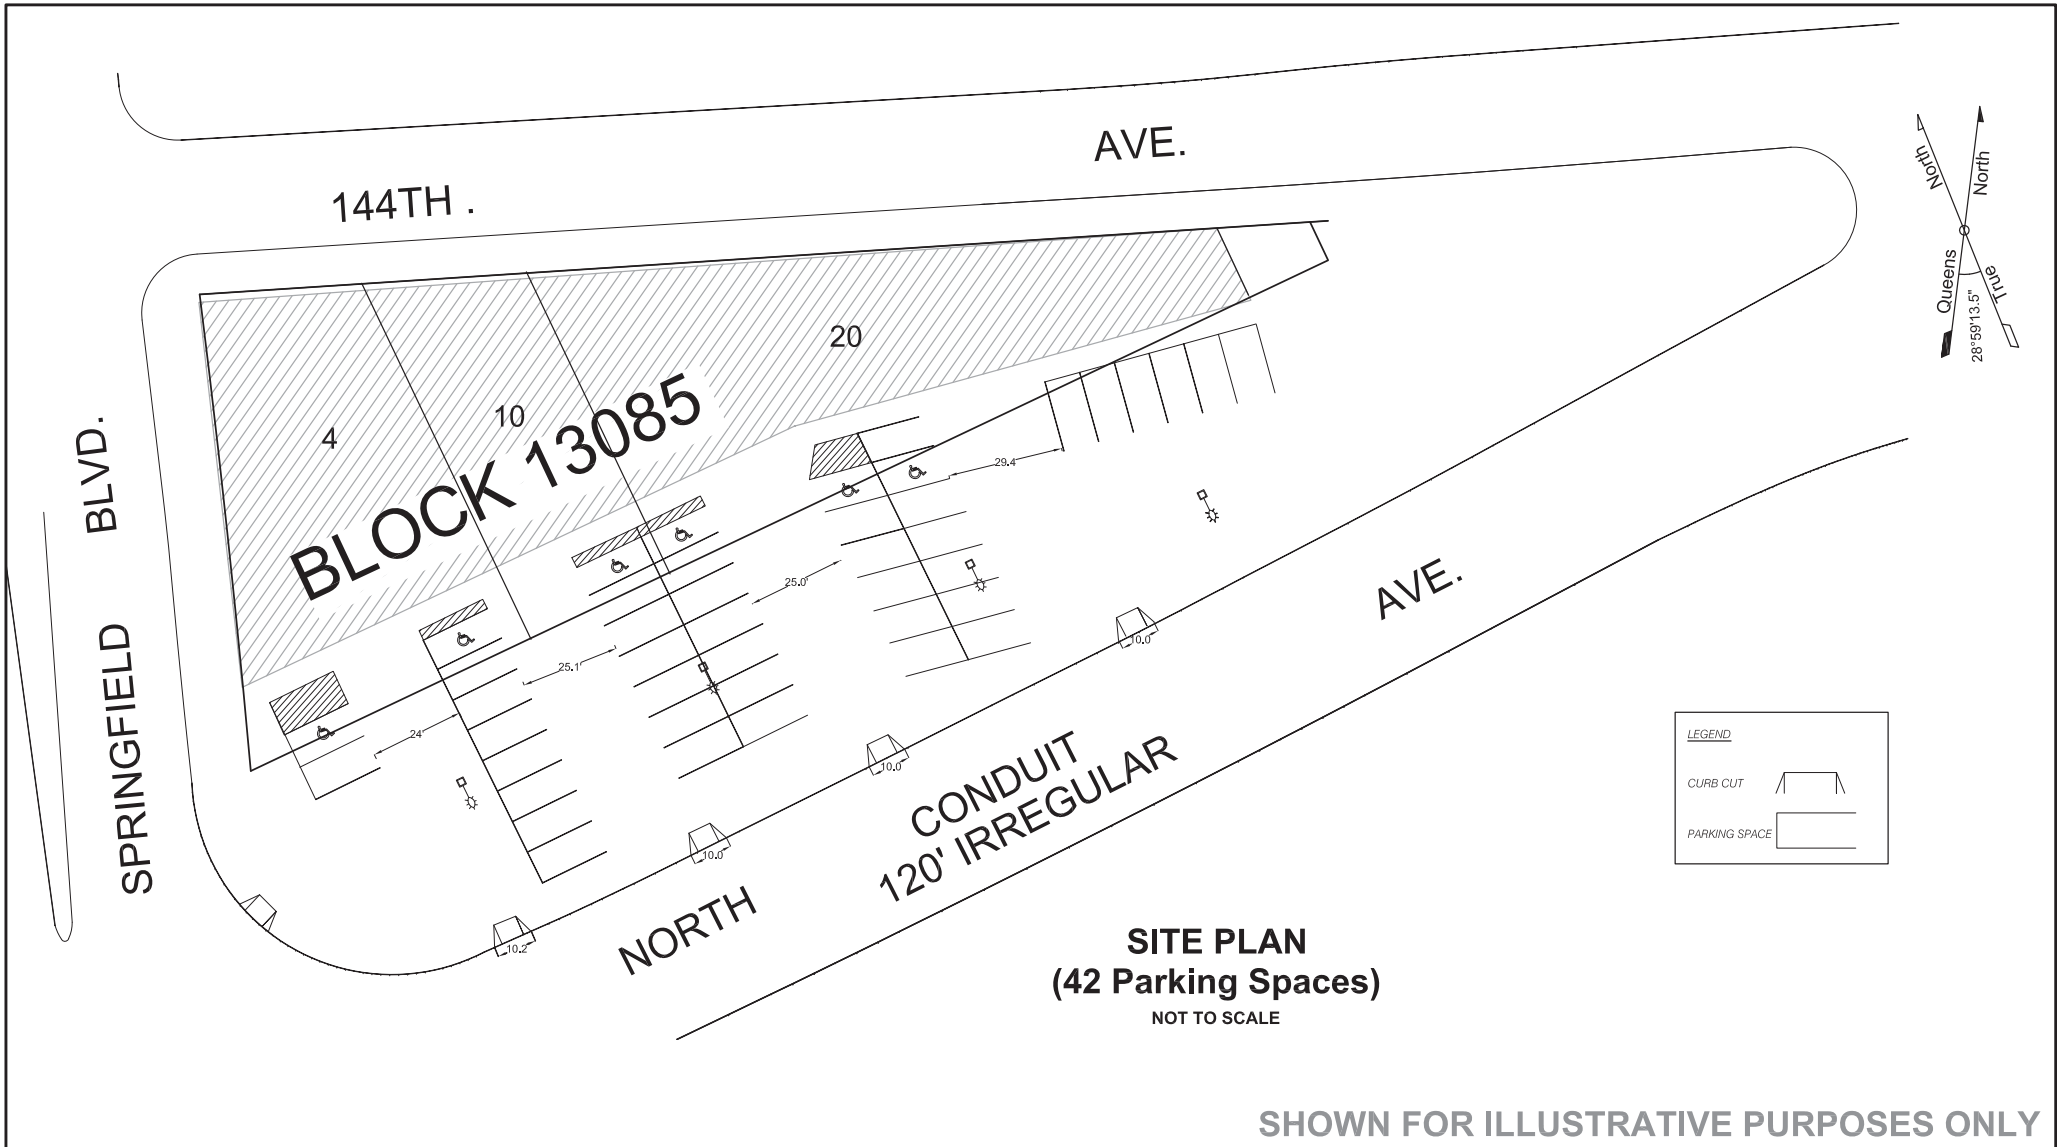 144TH .
AVE.
North
North
Queens
True
28°59'13.5"
20
10
4
BLOCK 13085
SPRINGFIELD
BLVD.
29.4
25.0'
25.1'
24'
10.0
10.0
10.0
10.2
NORTH
CONDUIT
AVE.
120' IRREGULAR
LEGEND
CURB CUT
PARKING SPACE
SITE PLAN
(42 Parking Spaces)
NOT TO SCALE
SHOWN FOR ILLUSTRATIVE PURPOSES ONLY